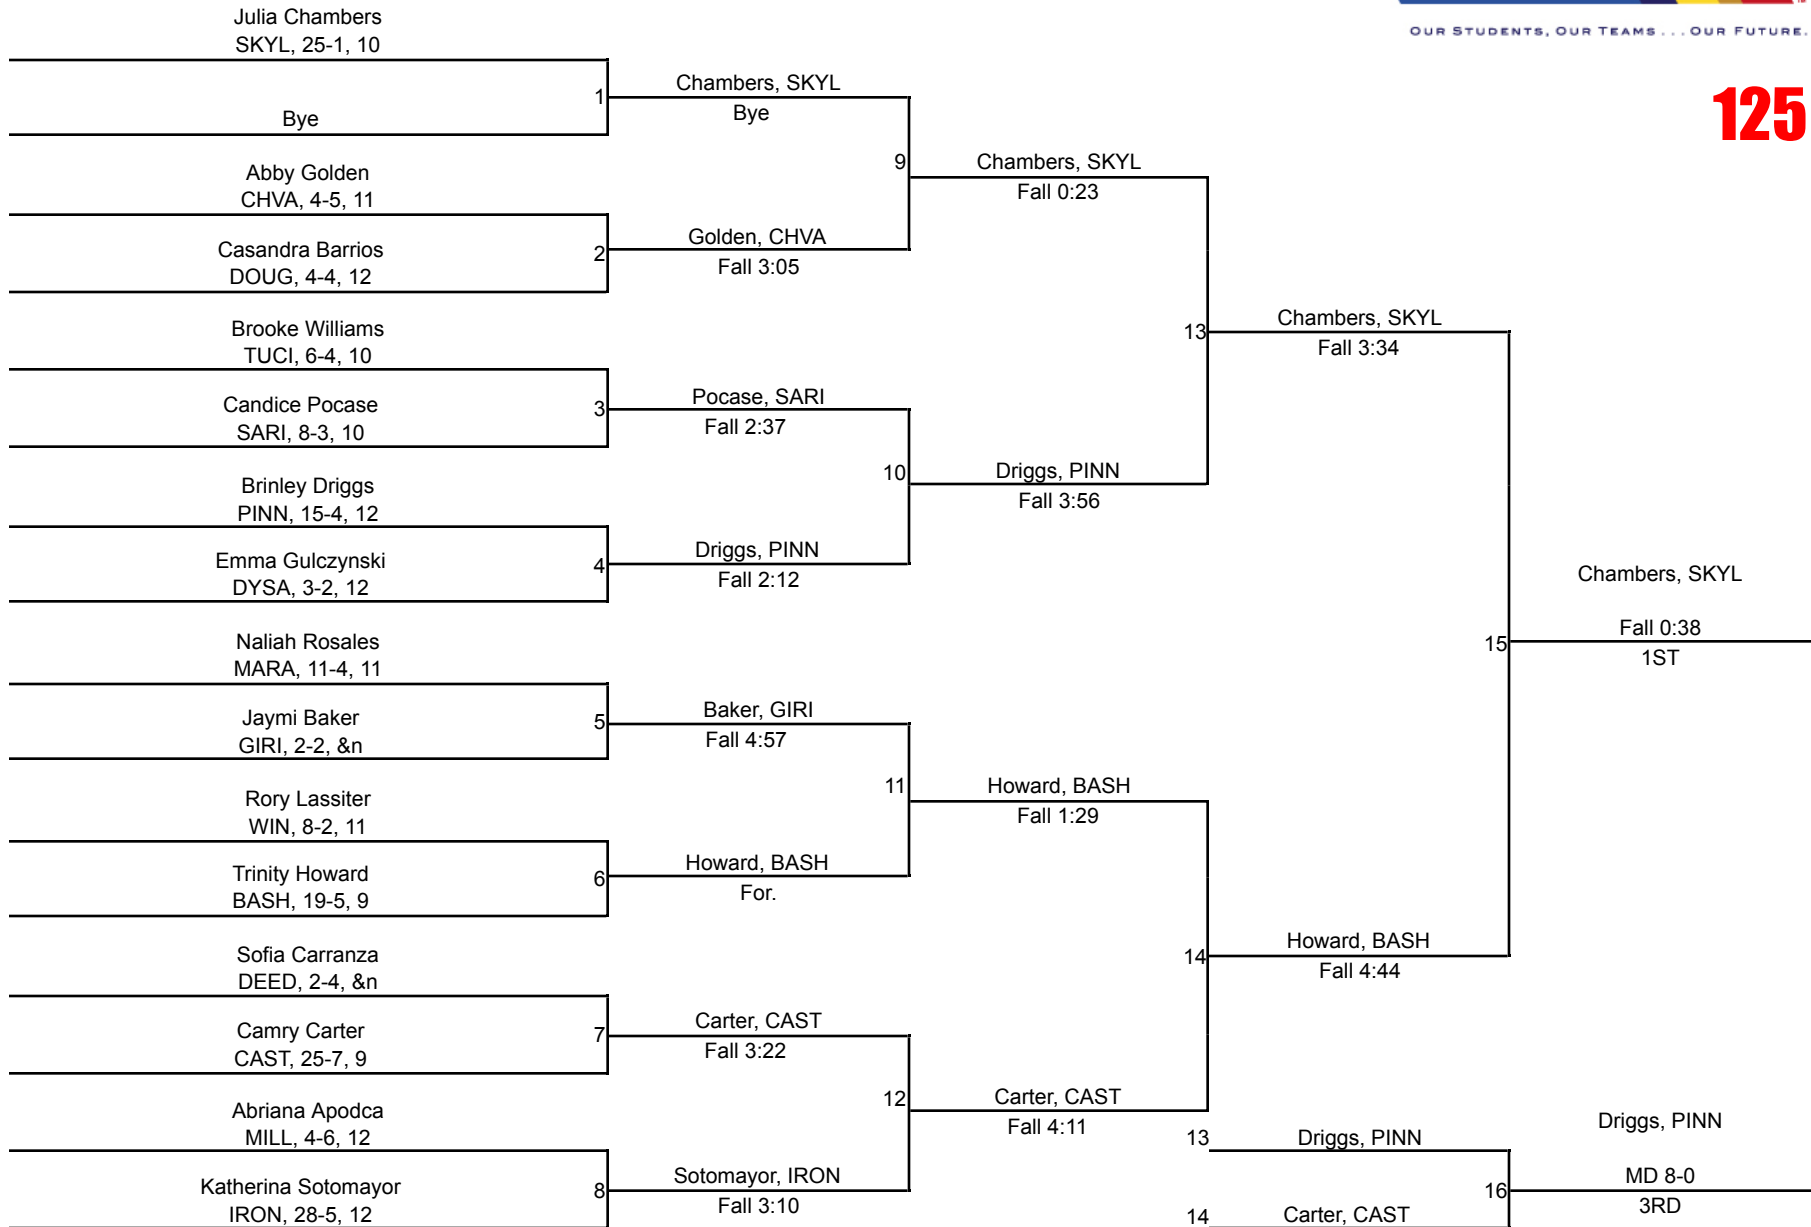 OUR STUDENTS, OUR TEAMS . . . OUR FUTURE.
125
Julia Chambers
SKYL, 25-1, 10
Bye
1
Chambers, SKYL
Bye
Abby Golden
CHVA, 4-5, 11
Casandra Barrios
DOUG, 4-4, 12
2
Golden, CHVA
Fall 3:05
9
Chambers, SKYL
Fall 0:23
Brooke Williams
TUCI, 6-4, 10
Candice Pocase
SARI, 8-3, 10
3
Pocase, SARI
Fall 2:37
Brinley Driggs
PINN, 15-4, 12
Emma Gulczynski
DYSA, 3-2, 12
4
Driggs, PINN
Fall 2:12
10
Driggs, PINN
Fall 3:56
13
Chambers, SKYL
Fall 3:34
Naliah Rosales
MARA, 11-4, 11
Jaymi Baker
GIRI, 2-2, &n
5
Baker, GIRI
Fall 4:57
Rory Lassiter
WIN, 8-2, 11
Trinity Howard
BASH, 19-5, 9
6
Howard, BASH
For.
11
Howard, BASH
Fall 1:29
Sofia Carranza
DEED, 2-4, &n
Camry Carter
CAST, 25-7, 9
7
Carter, CAST
Fall 3:22
Abriana Apodca
MILL, 4-6, 12
Katherina Sotomayor
IRON, 28-5, 12
8
Sotomayor, IRON
Fall 3:10
12
Carter, CAST
Fall 4:11
14
Howard, BASH
Fall 4:44
15
Chambers, SKYL
Fall 0:38
1ST
13
Driggs, PINN
14
Carter, CAST
16
Driggs, PINN
MD 8-0
3RD